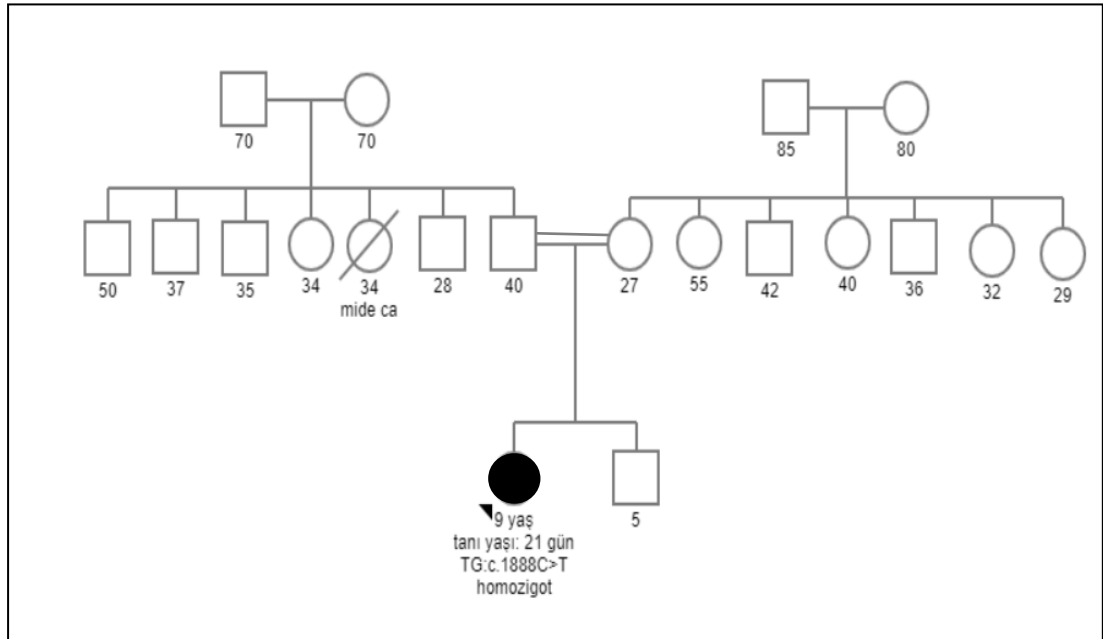 70 70
85 80
50 37 35 34 34 28 40 27 55 42 40 36 32 29
mide ca
9 yaş 5
tanı yaşı: 21 gün
TG:c.1888C>T
homozigot